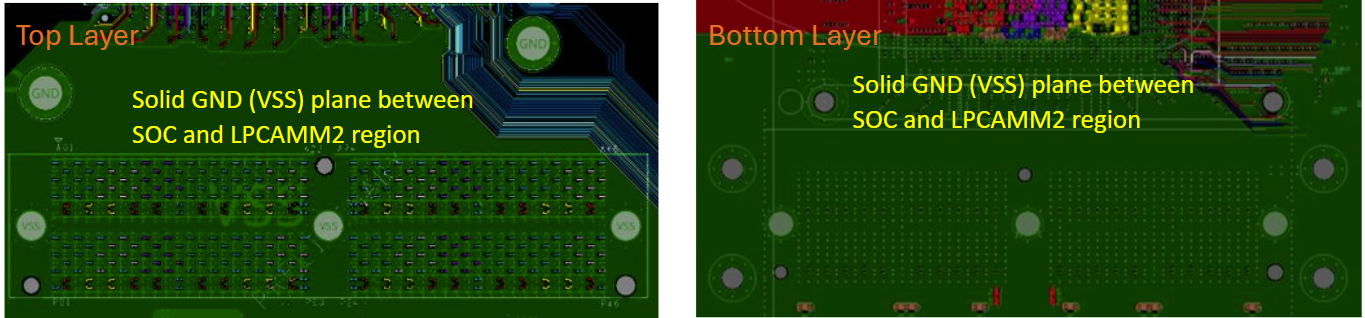 Top Layer
GND
GND
Solid GND (VSS) plane between
SOC and LPCAMM2 region
VSS
VSS
VSS
VSS
Bottom Layer
Solid GND (VSS) plane between
SOC and LPCAMM2 region